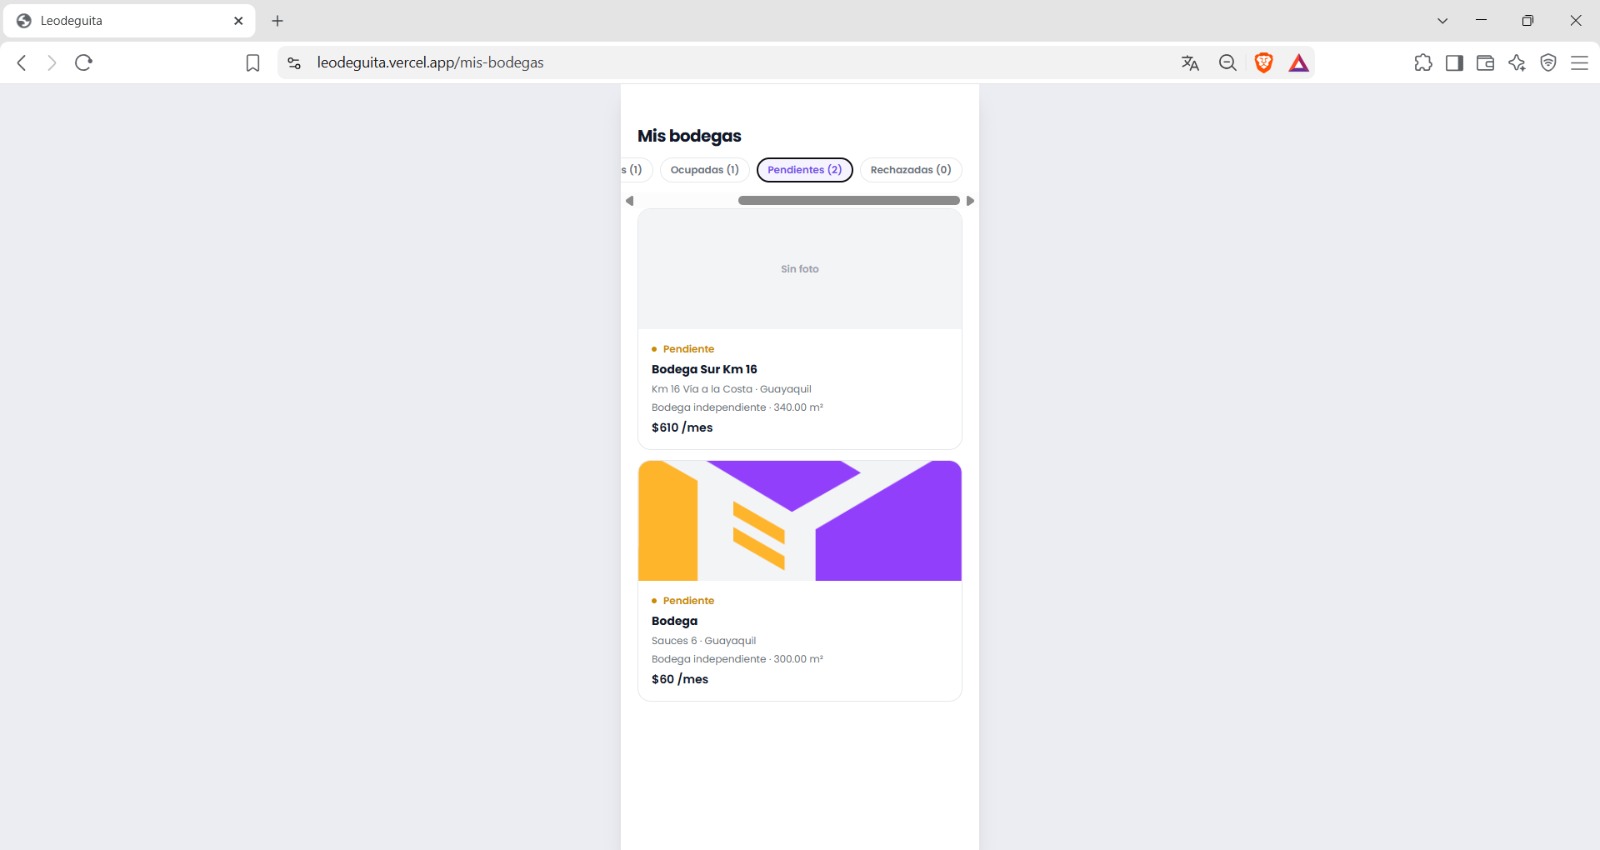 Leodeguita
leodeguita.vercel.app/mis-bodegas
Mis bodegas
s (1) Ocupadas (1) Pendientes (2) Rechazadas (0)
Sin foto
Pendiente
Bodega Sur Km 16
Km 16 Vía a la Costa · Guayaquil
Bodega independiente · 340.00 m²
$610 /mes
Pendiente
Bodega
Sauces 6 · Guayaquil
Bodega independiente · 300.00 m²
$60 /mes